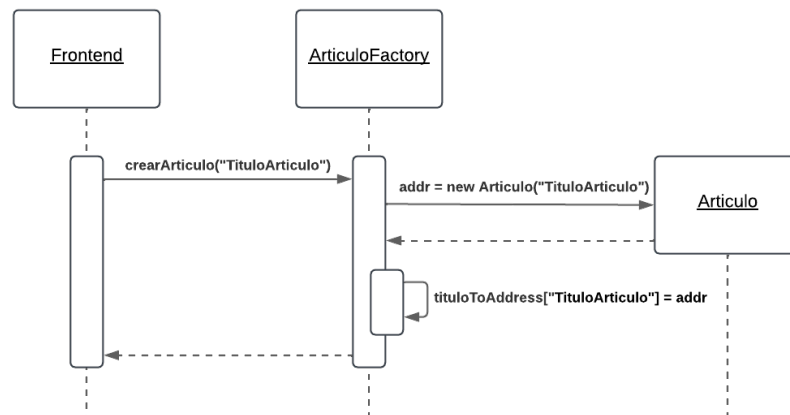 Frontend
ArticuloFactory
crearArticulo("TituloArticulo")
addr = new Articulo("TituloArticulo")
Articulo
tituloToAddress["TituloArticulo"] = addr